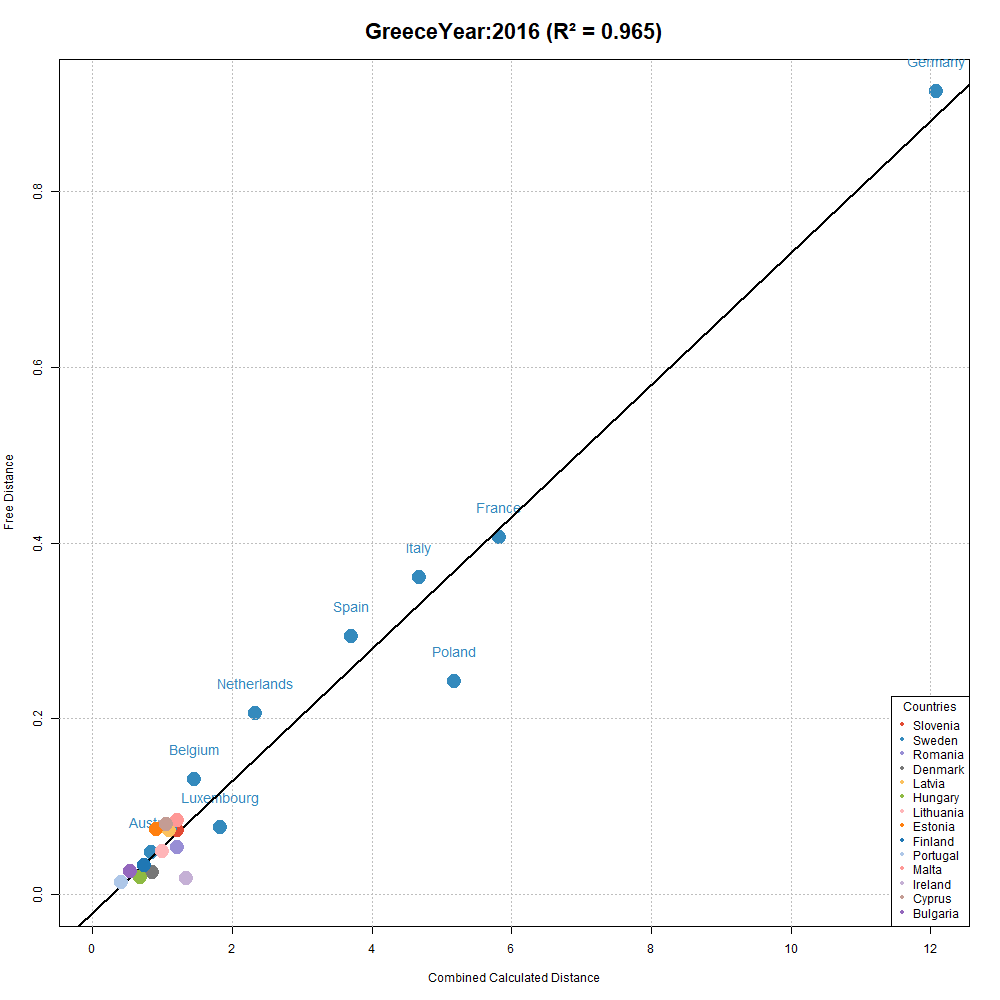 GreeceYear:2016 (R² = 0.965)
Germany
0.8
0.6
France
0.4
Italy
Spain
Poland
Netherlands
0.2
Belgium
Luxembourg
0.0
Free Distance
Countries
Slovenia
Sweden
Romania
Denmark
Latvia
Hungary
Lithuania
Estonia
Finland
Portugal
Malta
Ireland
Cyprus
Bulgaria
0 2 4 6 8 10 12
Combined Calculated Distance